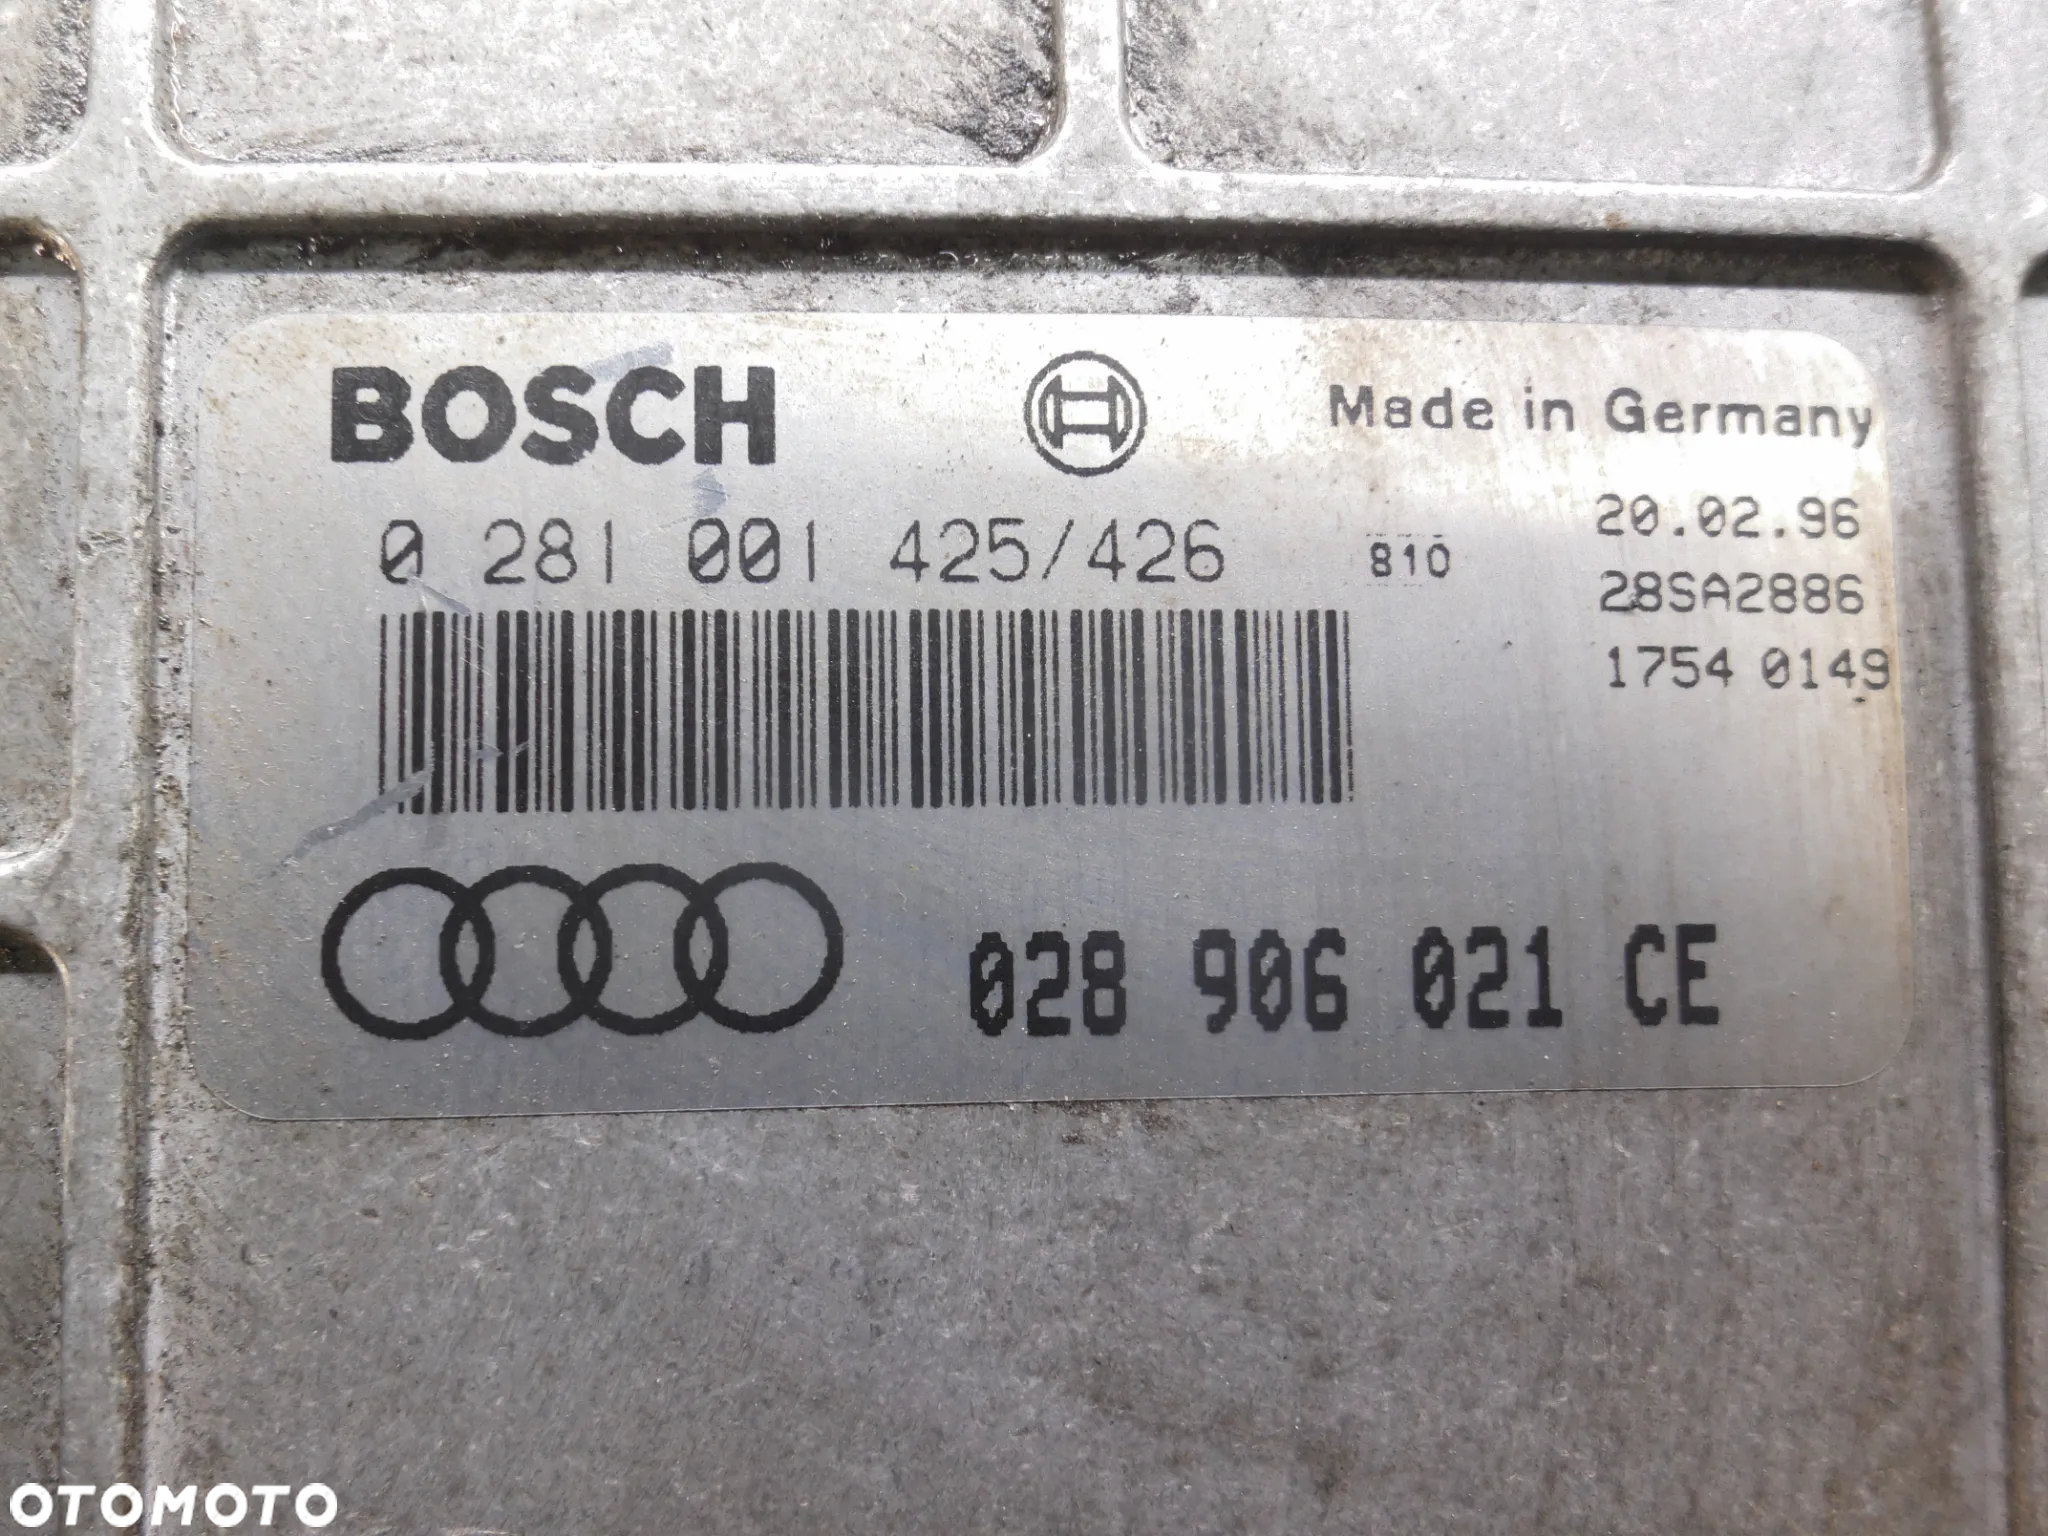 BOSCH
Made in Germany
0 281 001 425/426
810
20.02.96
28SA2886
1754 0149
028 906 021 CE
OTOMOTO